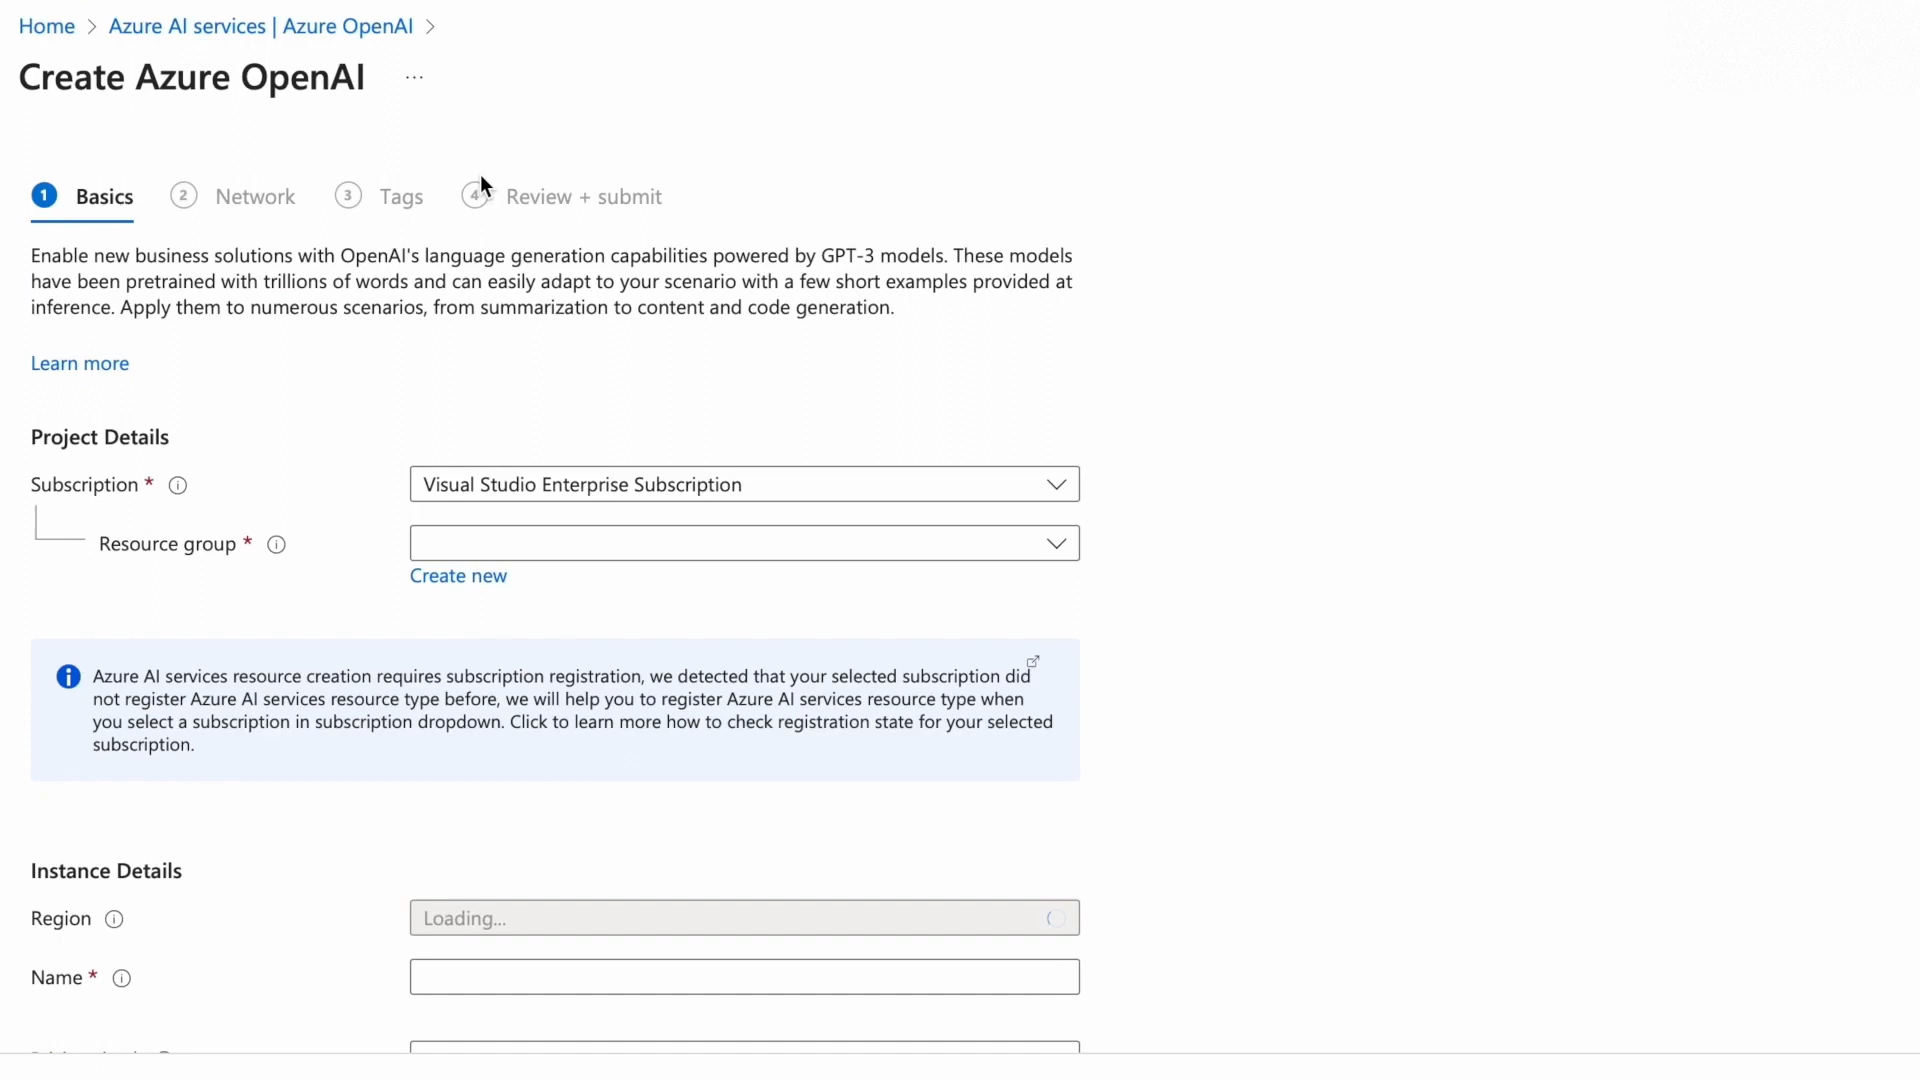 Home > Azure AI services | Azure OpenAI >
Create Azure OpenAI ...
1 Basics 2 Network 3 Tags 4 Review + submit
Enable new business solutions with OpenAI's language generation capabilities powered by GPT-3 models. These models
have been pretrained with trillions of words and can easily adapt to your scenario with a few short examples provided at
inference. Apply them to numerous scenarios, from summarization to content and code generation.
Learn more
Project Details
Subscription *
Visual Studio Enterprise Subscription
Resource group *
Create new
Azure AI services resource creation requires subscription registration, we detected that your selected subscription did
not register Azure AI services resource type before, we will help you to register Azure AI services resource type when
you select a subscription in subscription dropdown. Click to learn more how to check registration state for your selected
subscription.
Instance Details
Region
Loading...
Name *